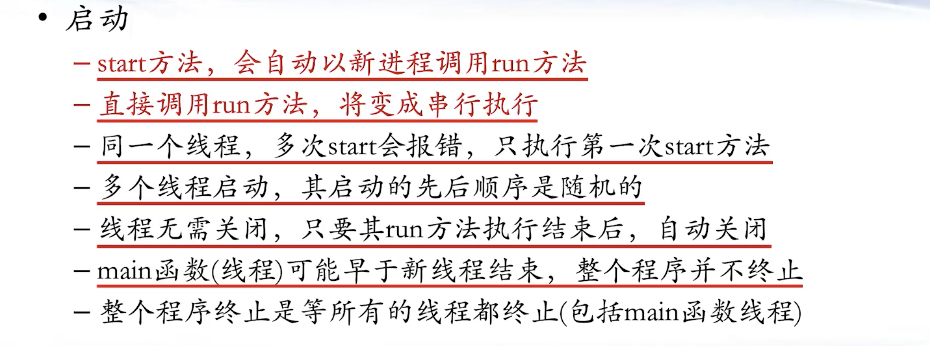 • 启动
– start方法，会自动以新进程调用run方法
– 直接调用run方法，将变成串行执行
– 同一个线程，多次start会报错，只执行第一次start方法
– 多个线程启动，其启动的先后顺序是随机的
– 线程无需关闭，只要其run方法执行结束后，自动关闭
– main函数(线程)可能早于新线程结束，整个程序并不终止
– 整个程序终止是等所有的线程都终止(包括main函数线程)